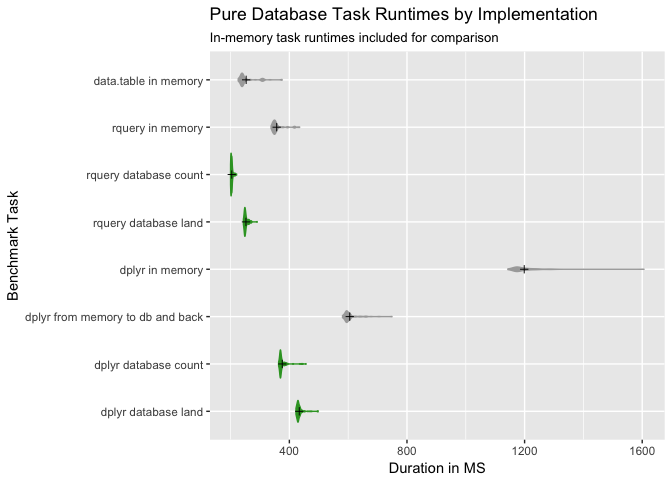 Pure Database Task Runtimes by Implementation
In-memory task runtimes included for comparison
Benchmark Task
data.table in memory
rquery in memory
rquery database count
rquery database land
dplyr in memory
dplyr from memory to db and back
dplyr database count
dplyr database land
400 800 1200 1600
Duration in MS